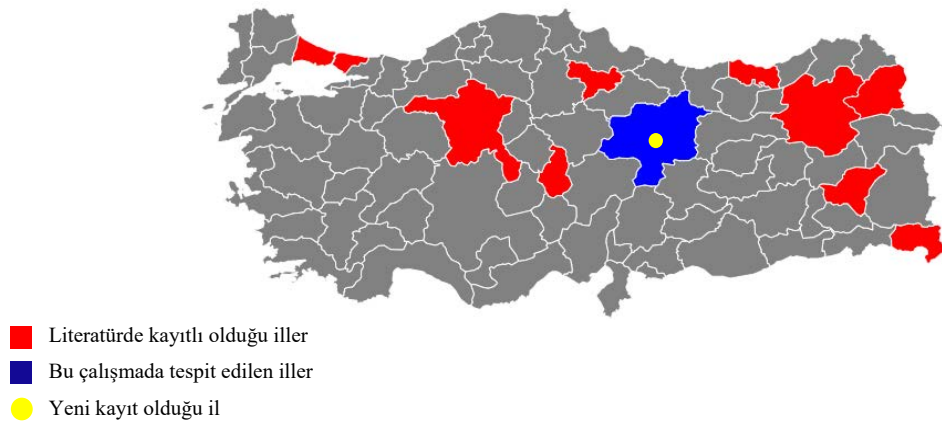 Literatürde kayıtlı olduğu iller
Bu çalışmada tespit edilen iller
Yeni kayıt olduğu il